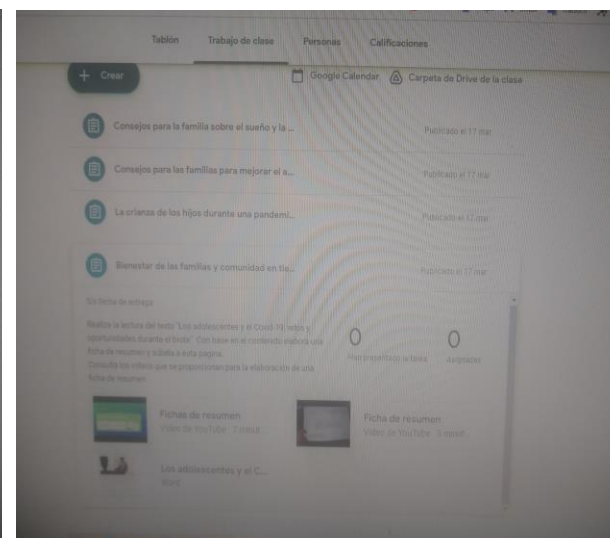 Tablón Trabajo de clase Personas Calificaciones
+ Crear Google Calendar Carpeta de Drive de la clase
Consejos para la familia sobre el sueño y la ... Publicado el 17 mar
Consejos para las familias para mejorar el a... Publicado el 17 mar
La crianza de los hijos durante una pandemi... Publicado el 17 mar
Bienestar de las familias y comunidad en tie... Publicado el 17 mar
Sin fecha de entrega
Realiza la lectura del texto "Los adolescentes y el Covid-19: retos y
oportunidades durante el brote". Con base en el contenido elabora una
ficha de resumen y súbela a esta página.
Consulta los videos que se proporcionan para la elaboración de una
ficha de resumen
0 0
Han presentado la tarea Asignadas
Fichas de resumen
Video de YouTube 2 minut...
Ficha de resumen
Video de YouTube minut...
Los adolescentes y el C...
Word